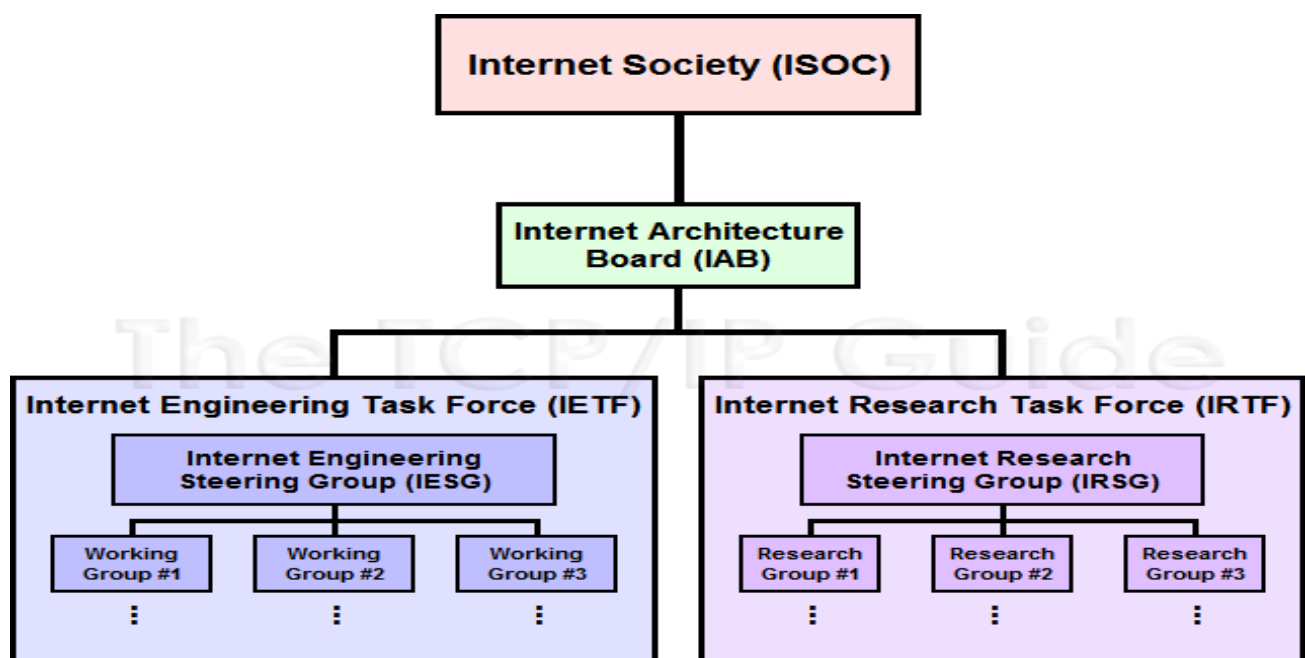 Internet Society (ISOC)
Internet Architecture
Board (IAB)
The TCP/IP Guide
Internet Engineering Task Force (IETF)
Internet Engineering
Steering Group (IESG)
Working
Group #1
Working
Group #2
Working
Group #3
Internet Research Task Force (IRTF)
Internet Research
Steering Group (IRSG)
Research
Group #1
Research
Group #2
Research
Group #3